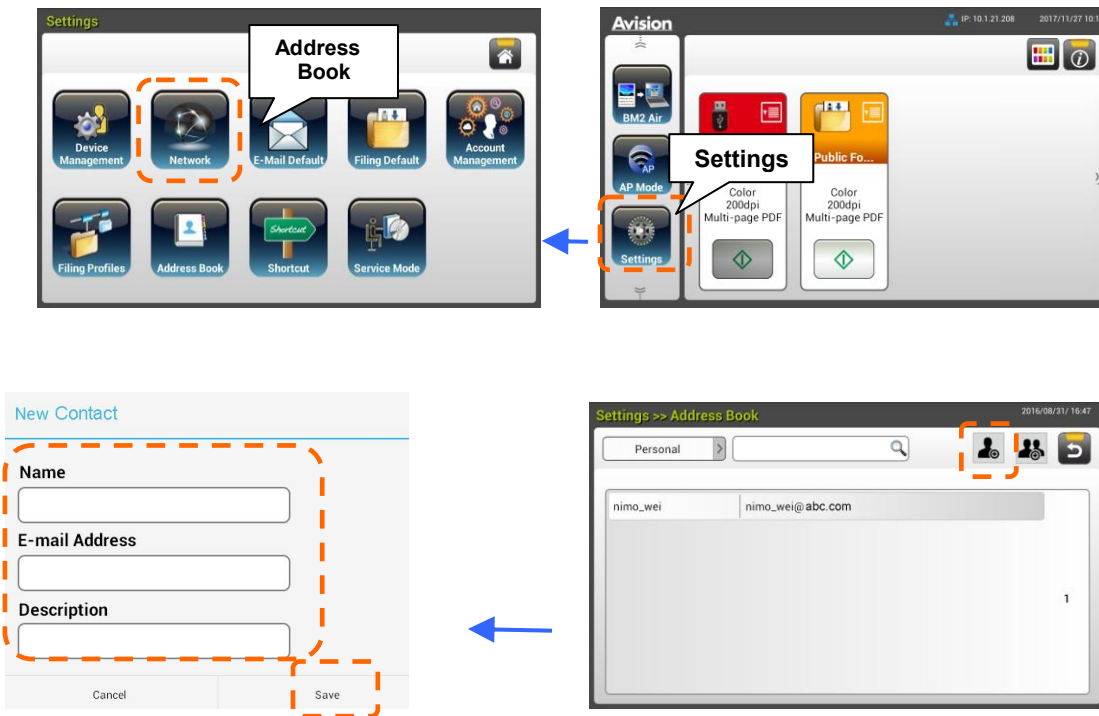 Settings
Address
Book
Device
Management
Network
E-Mail Default
Filing Default
Account
Management
Filing Profiles
Address Book
Shortcut
Shortcut
Service Mode
Avision
IP: 10.1.21.208
2017/11/27 10:1
BM2 Air
AP
AP Mode
Settings
Settings
Public Fo...
Color
200dpi
Multi-page PDF
Color
200dpi
Multi-page PDF
New Contact
Name
E-mail Address
Description
Cancel
Save
Settings >> Address Book
2016/08/31/ 16:47
Personal
nimo_wei
nimo_wei@abc.com
1